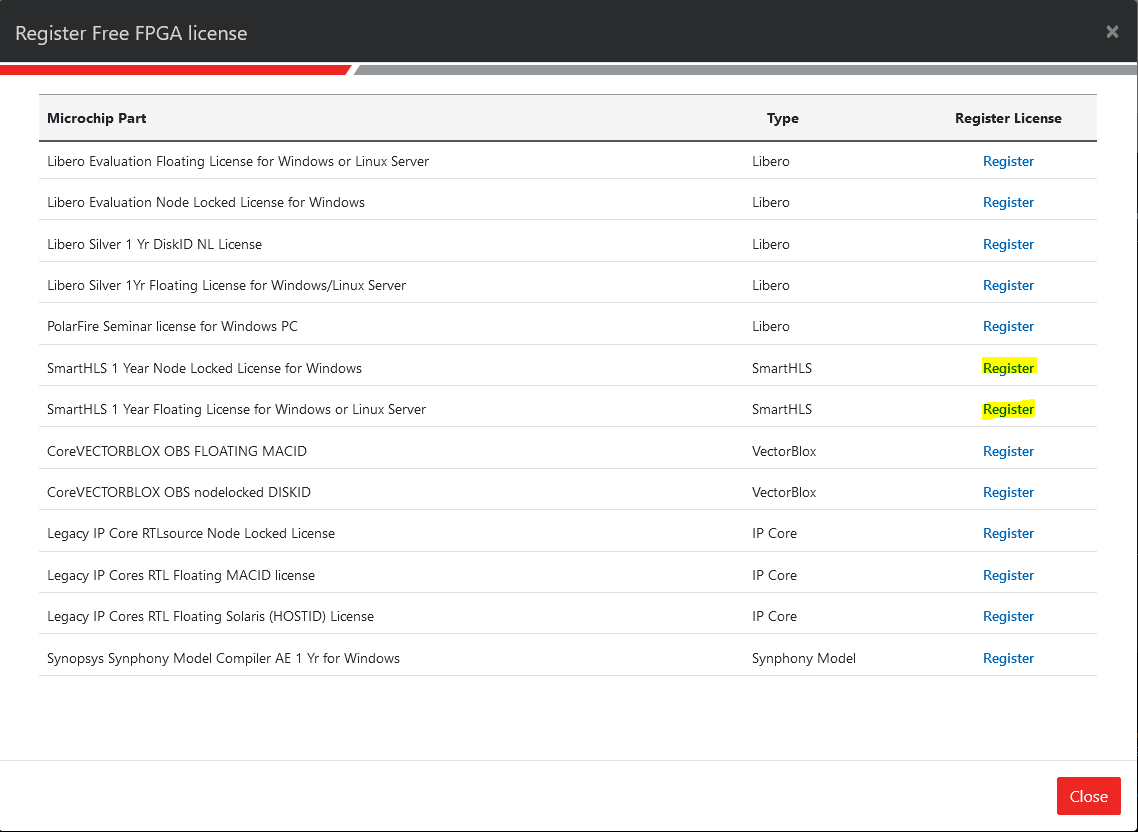 Register Free FPGA license ×
Microchip Part Type Register License
Libero Evaluation Floating License for Windows or Linux Server Libero Register
Libero Evaluation Node Locked License for Windows Libero Register
Libero Silver 1 Yr DiskID NL License Libero Register
Libero Silver 1Yr Floating License for Windows/Linux Server Libero Register
PolarFire Seminar license for Windows PC Libero Register
SmartHLS 1 Year Node Locked License for Windows SmartHLS Register
SmartHLS 1 Year Floating License for Windows or Linux Server SmartHLS Register
CoreVECTORBLOX OBS FLOATING MACID VectorBlox Register
CoreVECTORBLOX OBS nodelocked DISKID VectorBlox Register
Legacy IP Core RTLsource Node Locked License IP Core Register
Legacy IP Cores RTL Floating MACID license IP Core Register
Legacy IP Cores RTL Floating Solaris (HOSTID) License IP Core Register
Synopsys Synphony Model Compiler AE 1 Yr for Windows Synphony Model Register
Close